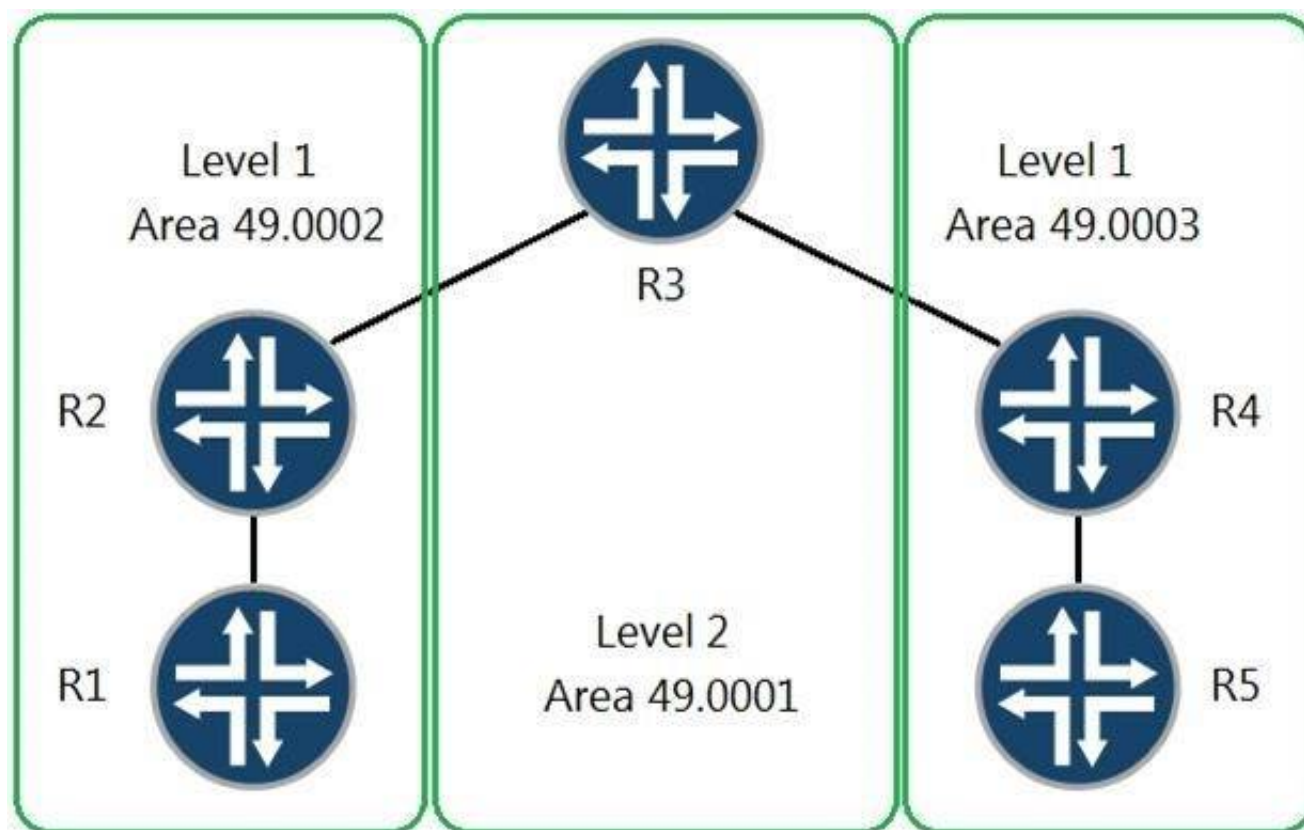 Level 1
Area 49.0002
Level 1
Area 49.0003
R3
R2
R4
R1
Level 2
Area 49.0001
R5